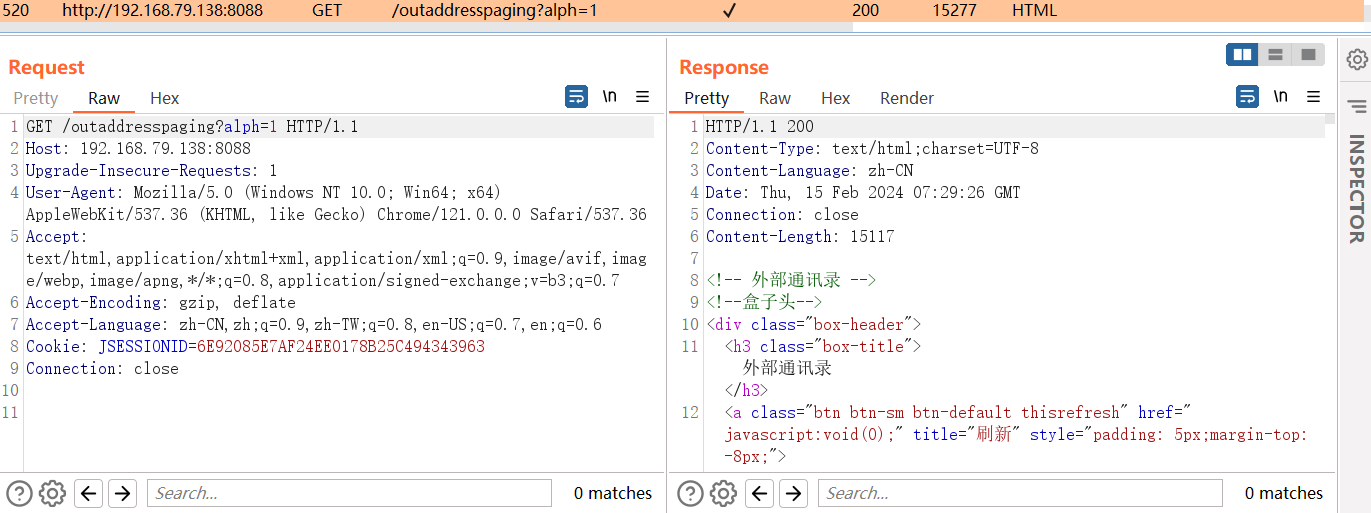 520 http://192.168.79.138:8088 GET /outaddresspaging?alph=1 ✓ 200 15277 HTML
Request
Pretty Raw Hex \n
1 GET /outaddresspaging?alph=1 HTTP/1.1
2 Host: 192.168.79.138:8088
3 Upgrade-Insecure-Requests: 1
4 User-Agent: Mozilla/5.0 (Windows NT 10.0; Win64; x64)
AppleWebKit/537.36 (KHTML, like Gecko) Chrome/121.0.0.0 Safari/537.36
5 Accept:
text/html,application/xhtml+xml,application/xml;q=0.9,image/avif,imag
e/webp,image/apng,*/*;q=0.8,application/signed-exchange;v=b3;q=0.7
6 Accept-Encoding: gzip, deflate
7 Accept-Language: zh-CN,zh;q=0.9,zh-TW;q=0.8,en-US;q=0.7,en;q=0.6
8 Cookie: JSESSIONID=6E92085E7AF24EE0178B25C494343963
9 Connection: close
10
11
Search...
0 matches
Response
Pretty Raw Hex Render \n
1 HTTP/1.1 200
2 Content-Type: text/html;charset=UTF-8
3 Content-Language: zh-CN
4 Date: Thu, 15 Feb 2024 07:29:26 GMT
5 Connection: close
6 Content-Length: 15117
7
8 <!-- 外部通讯录 -->
9 <!--盒子头-->
10 <div class="box-header">
11 <h3 class="box-title">
外部通讯录
</h3>
12 <a class="btn btn-sm btn-default thisrefresh" href="
javascript:void(0);" title="刷新" style="padding: 5px;margin-top:
-8px;">
Search...
0 matches
INSPECTOR